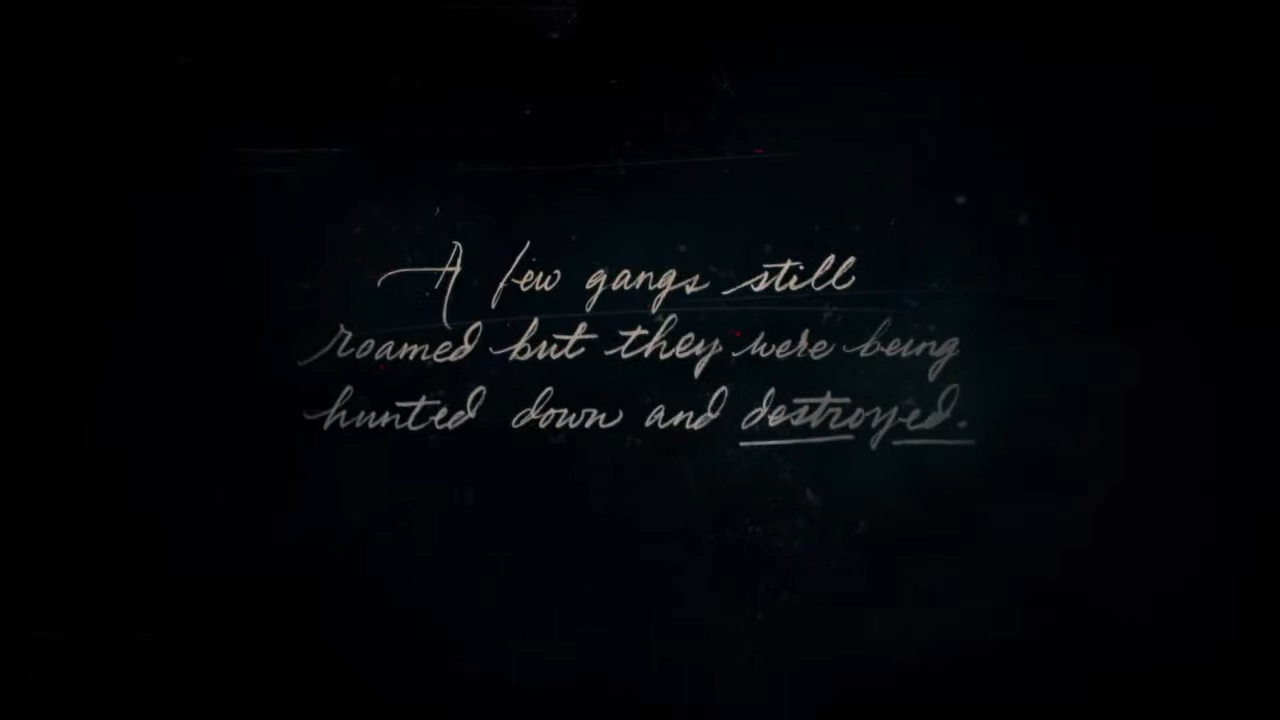 A few gangs still
roamed but they were being
hunted down and destroyed.